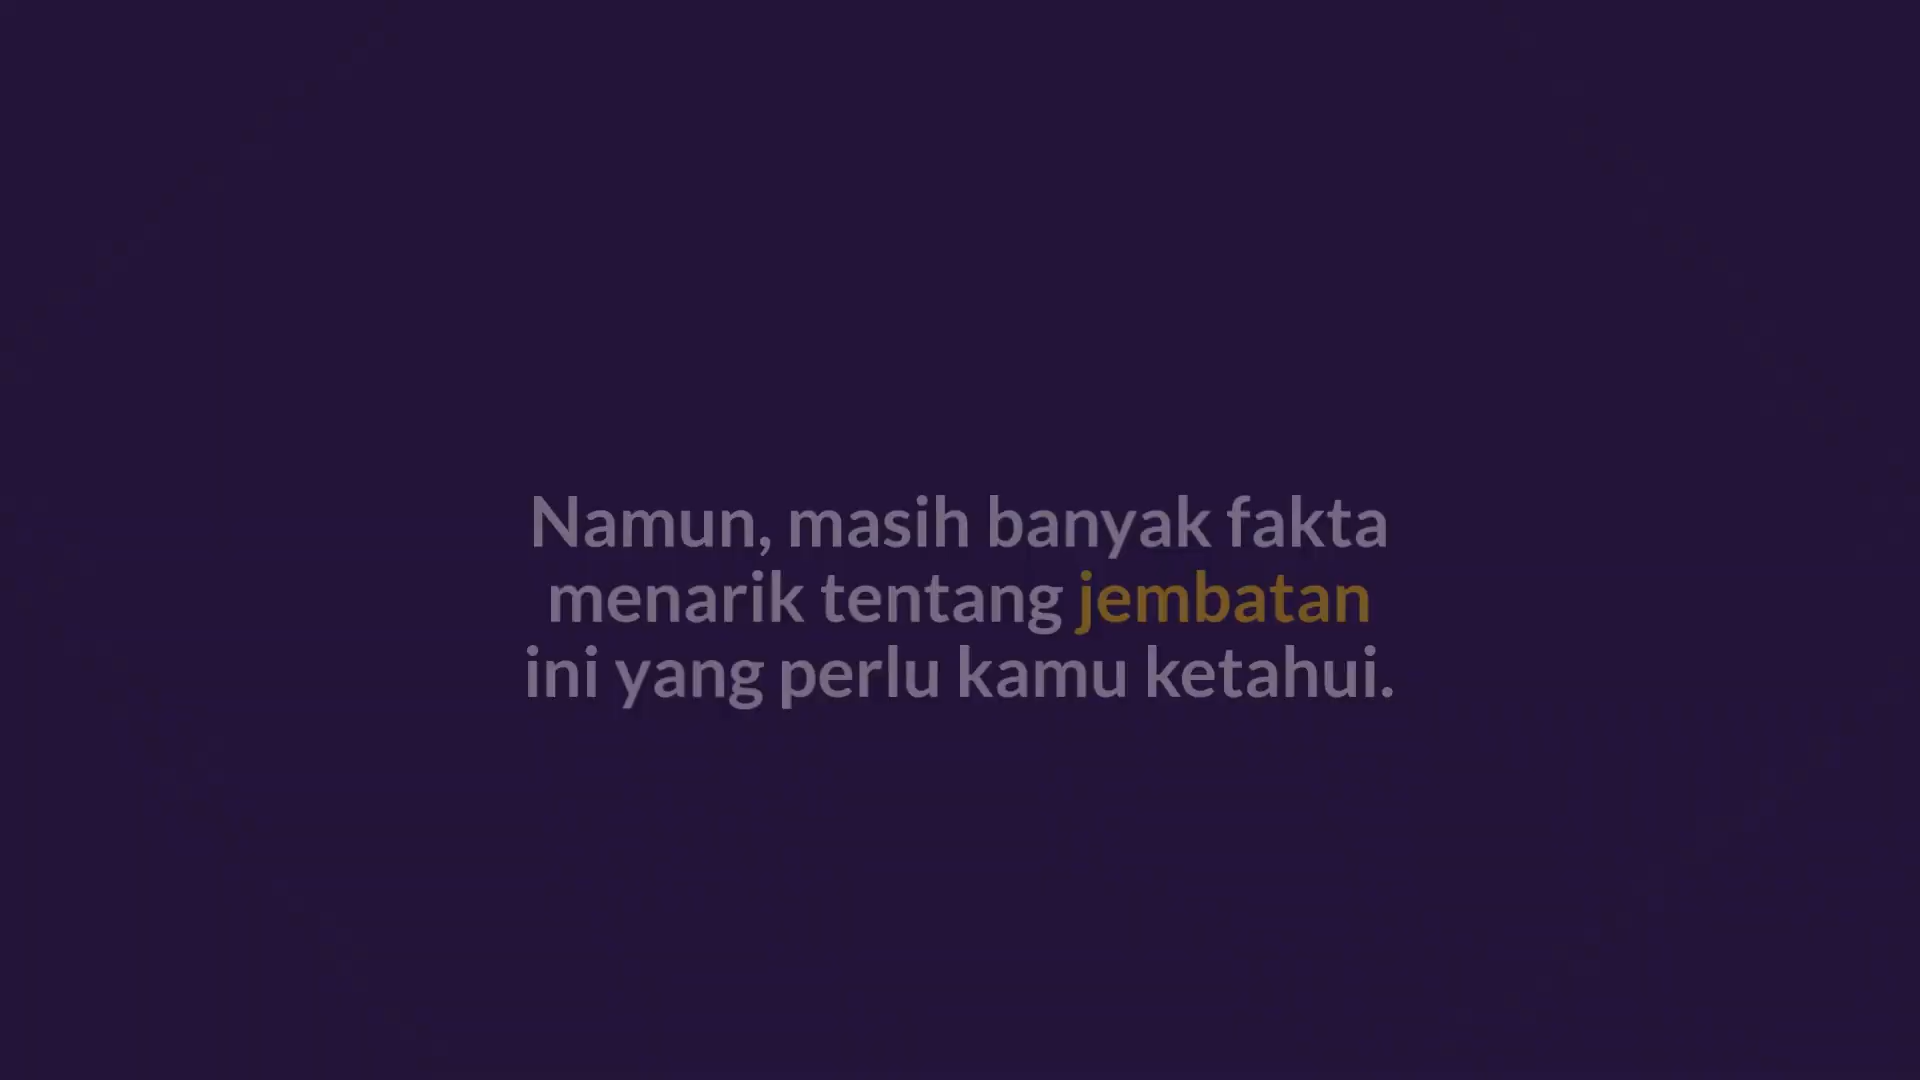 Namun, masih banyak fakta
menarik tentang jembatan
ini yang perlu kamu ketahui.